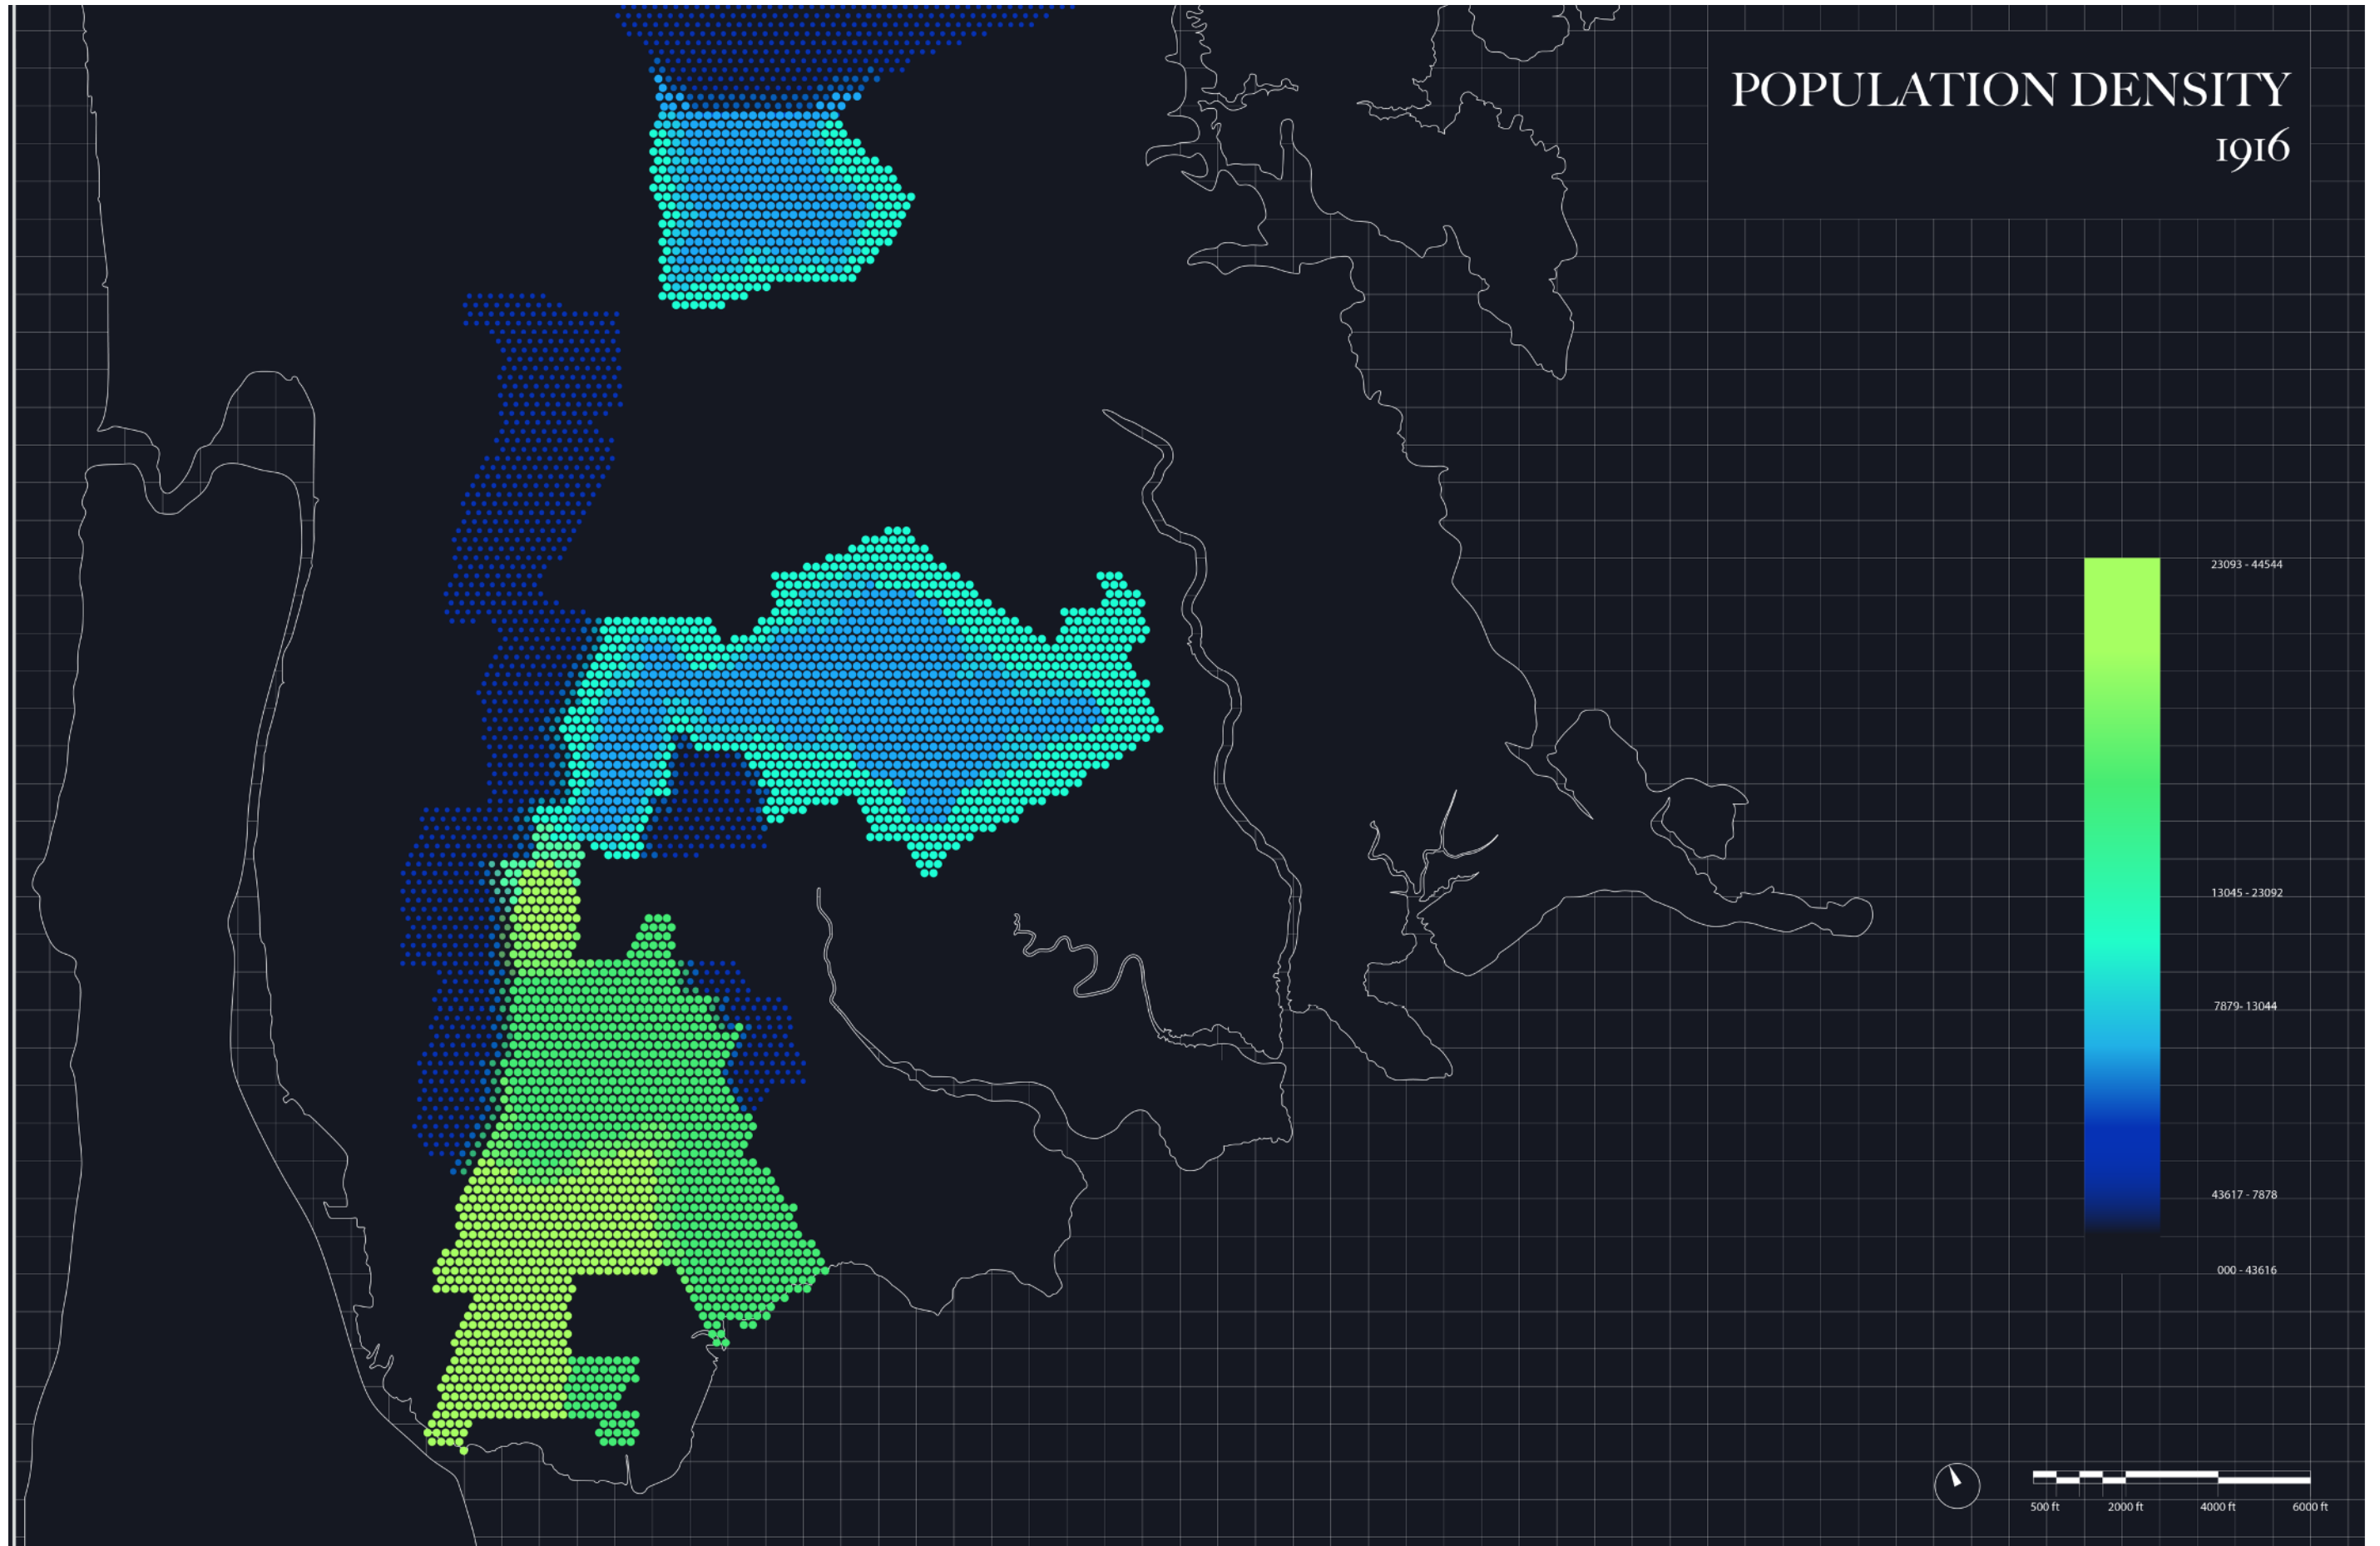 POPULATION DENSITY
1916
23093 - 44544
13045 - 23092
7879- 13044
43617 - 7878
000 - 43616
500 ft 2000 ft 4000 ft 6000 ft